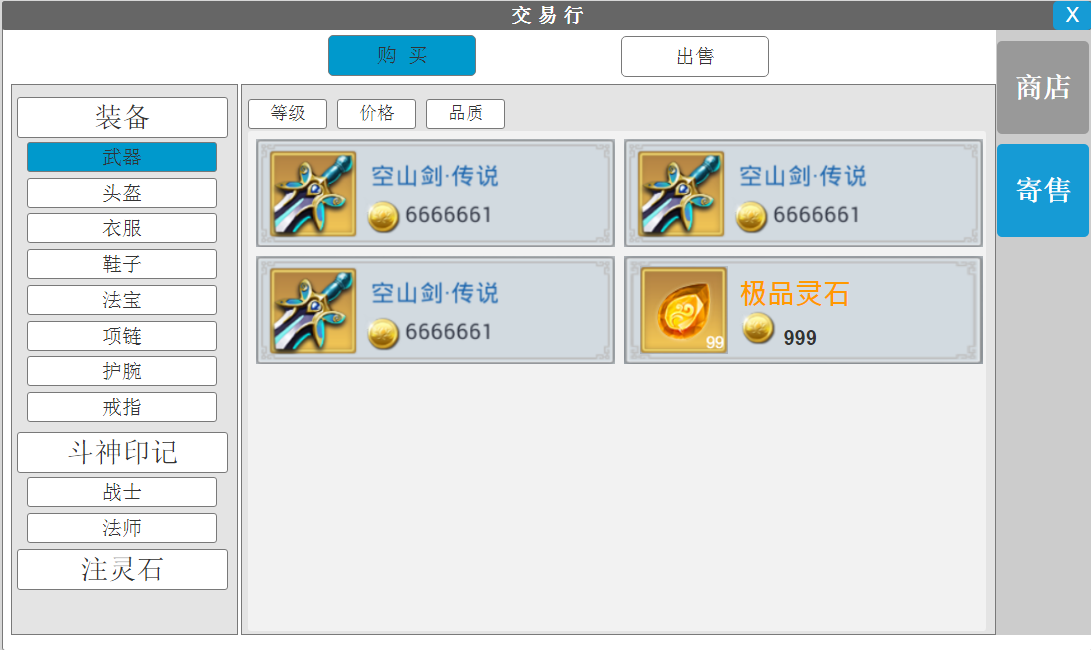 交易行
X
购 买
出售
商店
寄售
装备
武器
头盔
衣服
鞋子
法宝
项链
护腕
戒指
斗神印记
战士
法师
注灵石
等级
价格
品质
空山剑·传说
6666661
空山剑·传说
6666661
空山剑·传说
6666661
极品灵石
99
999